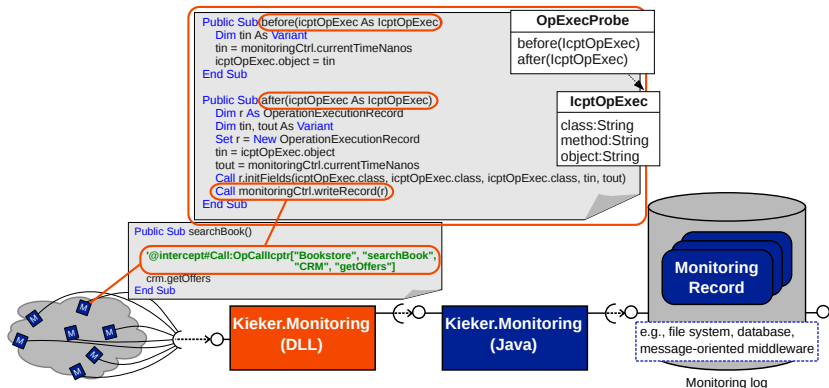 Public Sub before(icptOpExec As IcptOpExec
Dim tin As Variant
tin = monitoringCtrl.currentTimeNanos
icptOpExec.object = tin
End Sub
Public Sub after(icptOpExec As IcptOpExec)
Dim r As OperationExecutionRecord
Dim tin, tout As Variant
Set r = New OperationExecutionRecord
tin = icptOpExec.object
tout = monitoringCtrl.currentTimeNanos
Call r.initFields(icptOpExec.class, icptOpExec.class, icptOpExec.class, tin, tout)
Call monitoringCtrl.writeRecord(r)
End Sub
OpExecProbe
before(IcptOpExec)
after(IcptOpExec)
IcptOpExec
class:String
method:String
object:String
Public Sub searchBook()
'@intercept#Call:OpCallIcptr["Bookstore", "searchBook",
"CRM", "getOffers"]
crm.getOffers
End Sub
M
M
M
M
M
M
Kieker.Monitoring
(DLL)
Kieker.Monitoring
(Java)
Monitoring
Record
e.g., file system, database,
message-oriented middleware
Monitoring log